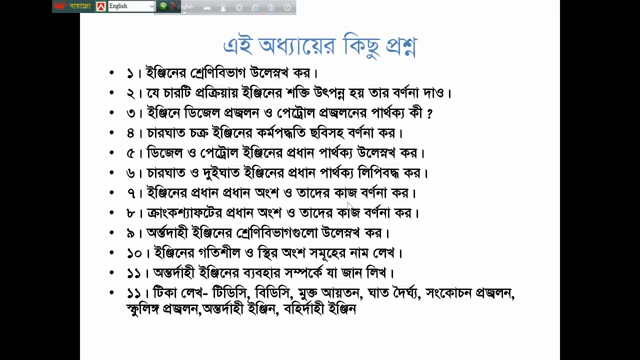 English
এই অধ্যায়ের কিছু প্রশ্ন
• ১। ইঞ্জিনের শ্রেণিবিভাগ উলেস্নখ কর।
• ২। যে চারটি প্রক্রিয়ায় ইঞ্জিনের শক্তি উৎপন্ন হয় তার বর্ণনা দাও।
• ৩। ইঞ্জিনে ডিজেল প্রজ্বলন ও পেট্রোল প্রজ্বলনের পার্থক্য কী ?
• ৪। চারঘাত চক্র ইঞ্জিনের কর্মপদ্ধতি ছবিসহ বর্ণনা কর।
• ৫। ডিজেল ও পেট্রোল ইঞ্জিনের প্রধান পার্থক্য উলেস্নখ কর।
• ৬। চারঘাত ও দুইঘাত ইঞ্জিনের প্রধান পার্থক্য লিপিবদ্ধ কর।
• ৭। ইঞ্জিনের প্রধান প্রধান অংশ ও তাদের কাজ বর্ণনা কর।
• ৮। ক্রাংকশ্যাফটের প্রধান অংশ ও তাদের কাজ বর্ণনা কর।
• ৯। অর্ন্তদাহী ইঞ্জিনের শ্রেণিবিভাগগুলো উলেস্নখ কর।
• ১০। ইঞ্জিনের গতিশীল ও স্থির অংশ সমূহের নাম লেখ।
• ১১। অন্তর্দাহী ইঞ্জিনের ব্যবহার সম্পর্কে যা জান লিখ।
• ১১। টিকা লেখ- টিডিসি, বিডিসি, মুক্ত আয়তন, ঘাত দৈর্ঘ্য, সংকোচন প্রজ্বলন,
স্ফুলিঙ্গ প্রজ্বলন,অন্তর্দাহী ইঞ্জিন, বহির্দাহী ইঞ্জিন